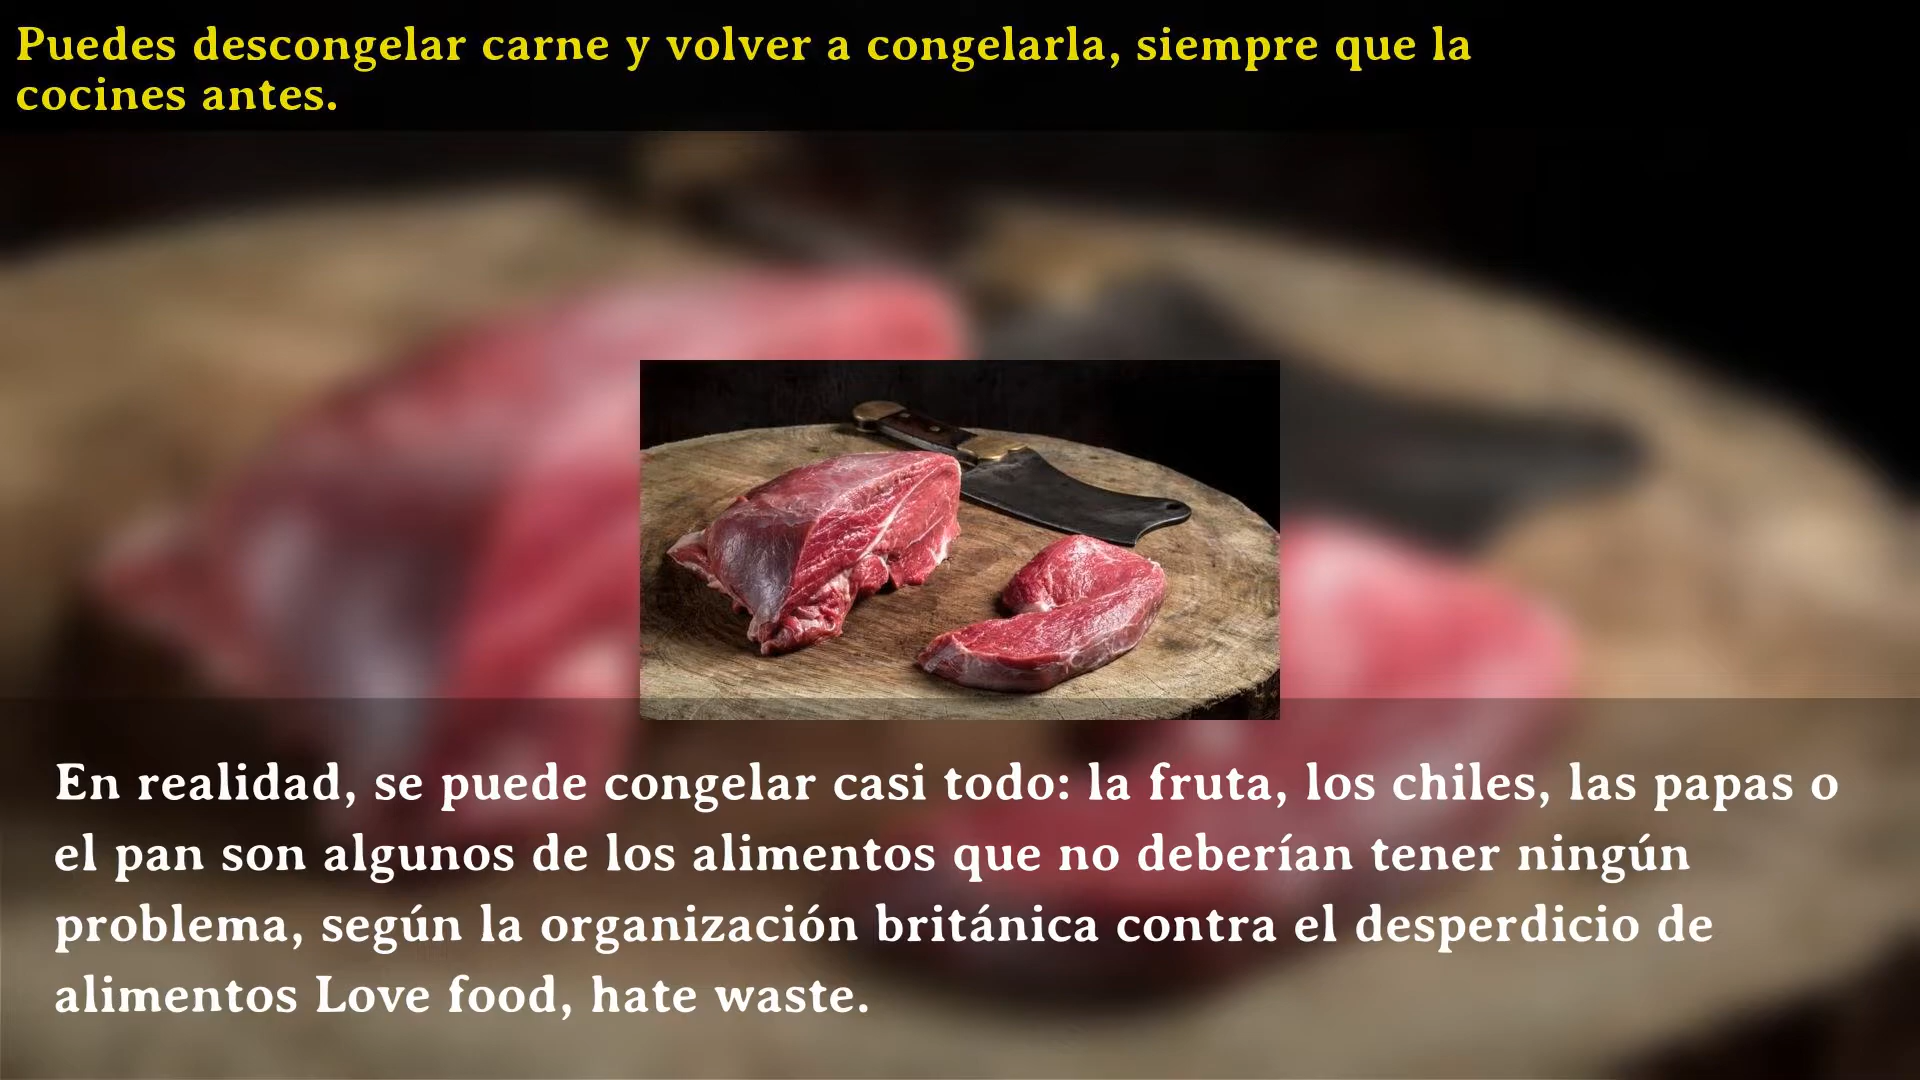 Puedes descongelar carne y volver a congelarla, siempre que la
cocines antes.
En realidad, se puede congelar casi todo: la fruta, los chiles, las papas o
el pan son algunos de los alimentos que no deberían tener ningún
problema, según la organización británica contra el desperdicio de
alimentos Love food, hate waste.